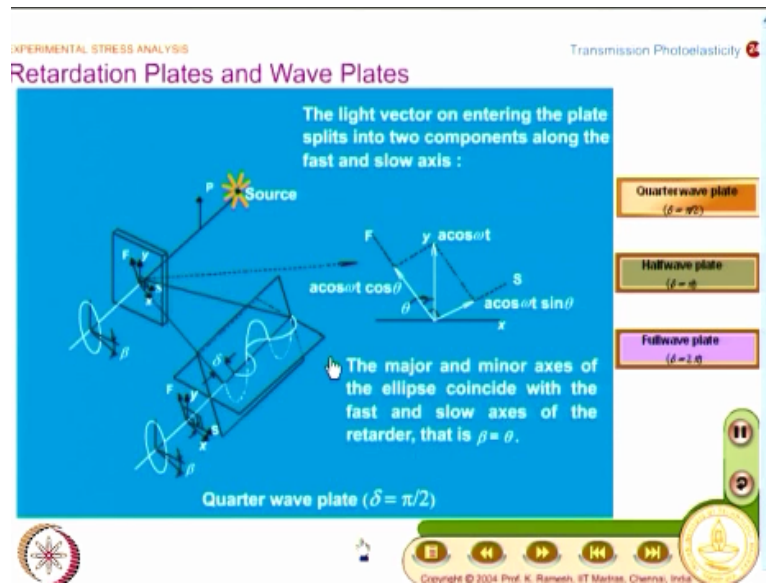 EXPERIMENTAL STRESS ANALYSIS
Transmission Photoelasticity 24
Retardation Plates and Wave Plates
The light vector on entering the plate
splits into two components along the
fast and slow axis :
P
Source
F
y
s
x
β
F
y
acosωt
S
acosωt cosθ
acosωt sinθ
θ
x
δ
F
y
S
x
β
The major and minor axes of
the ellipse coincide with the
fast and slow axes of the
retarder, that is β= θ.
Quarter wave plate (δ = π/2)
Quarterwave plate
(δ = π/2)
Halfwave plate
(δ = π)
Fullwave plate
(δ = 2π)
Copyright © 2004 Prof. K. Ramesh, IIT Madras, Chennai, India